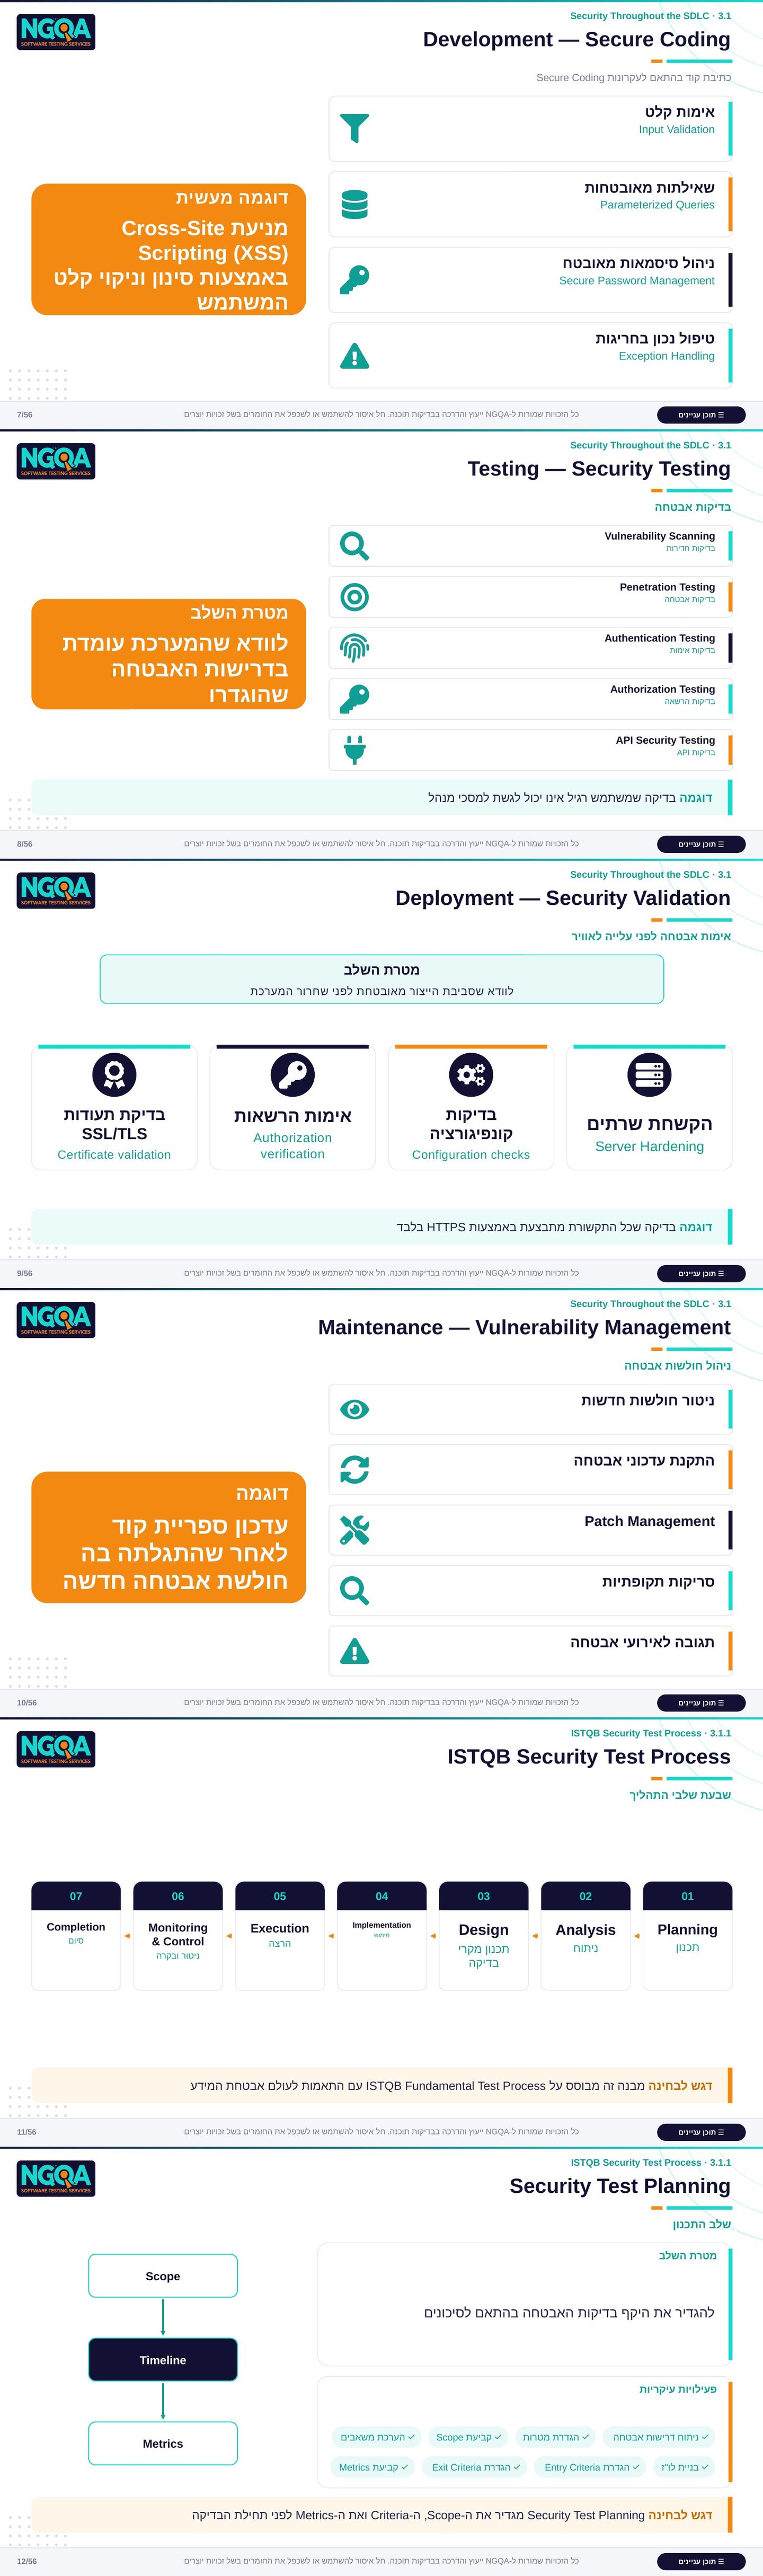 NGQA
SOFTWARE TESTING SERVICES
Security Throughout the SDLC · 3.1
Development — Secure Coding
כתיבת קוד בהתאם לעקרונות Secure Coding
אימות קלט
Input Validation
שאילתות מאובטחות
Parameterized Queries
ניהול סיסמאות מאובטח
Secure Password Management
טיפול נכון בחריגות
Exception Handling
דוגמה מעשית
מניעת Cross-Site
Scripting (XSS)
באמצעות סינון וניקוי קלט
המשתמש
☰ תוכן עניינים
כל הזכויות שמורות ל-NGQA ייעוץ והדרכה בבדיקות תוכנה. חל איסור להשתמש או לשכפל את החומרים בשל זכויות יוצרים
7/56
NGQA
SOFTWARE TESTING SERVICES
Security Throughout the SDLC · 3.1
Testing — Security Testing
בדיקות אבטחה
Vulnerability Scanning
בדיקות חדירות
Penetration Testing
בדיקות אבטחה
Authentication Testing
בדיקות אימות
Authorization Testing
בדיקות הרשאה
API Security Testing
בדיקות API
מטרת השלב
לוודא שהמערכת עומדת
בדרישות האבטחה
שהוגדרו
דוגמה בדיקה שמשתמש רגיל אינו יכול לגשת למסכי מנהל
☰ תוכן עניינים
כל הזכויות שמורות ל-NGQA ייעוץ והדרכה בבדיקות תוכנה. חל איסור להשתמש או לשכפל את החומרים בשל זכויות יוצרים
8/56
NGQA
SOFTWARE TESTING SERVICES
Security Throughout the SDLC · 3.1
Deployment — Security Validation
אימות אבטחה לפני עלייה לאוויר
מטרת השלב
לוודא שסביבת הייצור מאובטחת לפני שחרור המערכת
הקשחת שרתים
Server Hardening
בדיקות
קונפיגורציה
Configuration checks
אימות הרשאות
Authorization
verification
בדיקת תעודות
SSL/TLS
Certificate validation
דוגמה בדיקה שכל התקשורת מתבצעת באמצעות HTTPS בלבד
☰ תוכן עניינים
כל הזכויות שמורות ל-NGQA ייעוץ והדרכה בבדיקות תוכנה. חל איסור להשתמש או לשכפל את החומרים בשל זכויות יוצרים
9/56
NGQA
SOFTWARE TESTING SERVICES
Security Throughout the SDLC · 3.1
Maintenance — Vulnerability Management
ניהול חולשות אבטחה
ניטור חולשות חדשות
התקנת עדכוני אבטחה
Patch Management
סריקות תקופתיות
תגובה לאירועי אבטחה
דוגמה
עדכון ספריית קוד
לאחר שהתגלתה בה
חולשת אבטחה חדשה
☰ תוכן עניינים
כל הזכויות שמורות ל-NGQA ייעוץ והדרכה בבדיקות תוכנה. חל איסור להשתמש או לשכפל את החומרים בשל זכויות יוצרים
10/56
NGQA
SOFTWARE TESTING SERVICES
ISTQB Security Test Process · 3.1.1
ISTQB Security Test Process
שבעת שלבי התהליך
01
Planning
תכנון
02
Analysis
ניתוח
03
Design
תכנון מקרי
בדיקה
04
Implementation
מימוש
05
Execution
הרצה
06
Monitoring
& Control
ניטור ובקרה
07
Completion
סיום
דגש לבחינה מבנה זה מבוסס על ISTQB Fundamental Test Process עם התאמות לעולם אבטחת המידע
☰ תוכן עניינים
כל הזכויות שמורות ל-NGQA ייעוץ והדרכה בבדיקות תוכנה. חל איסור להשתמש או לשכפל את החומרים בשל זכויות יוצרים
11/56
NGQA
SOFTWARE TESTING SERVICES
ISTQB Security Test Process · 3.1.1
Security Test Planning
שלב התכנון
מטרת השלב
להגדיר את היקף בדיקות האבטחה בהתאם לסיכונים
פעילויות עיקריות
✓ ניתוח דרישות אבטחה ✓ הגדרת מטרות ✓ קביעת Scope ✓ הערכת משאבים
✓ בניית לו"ז ✓ הגדרת Entry Criteria ✓ הגדרת Exit Criteria ✓ קביעת Metrics
Scope
Timeline
Metrics
דגש לבחינה Security Test Planning מגדיר את ה-Scope, ה-Criteria ואת ה-Metrics לפני תחילת הבדיקה
☰ תוכן עניינים
כל הזכויות שמורות ל-NGQA ייעוץ והדרכה בבדיקות תוכנה. חל איסור להשתמש או לשכפל את החומרים בשל זכויות יוצרים
12/56